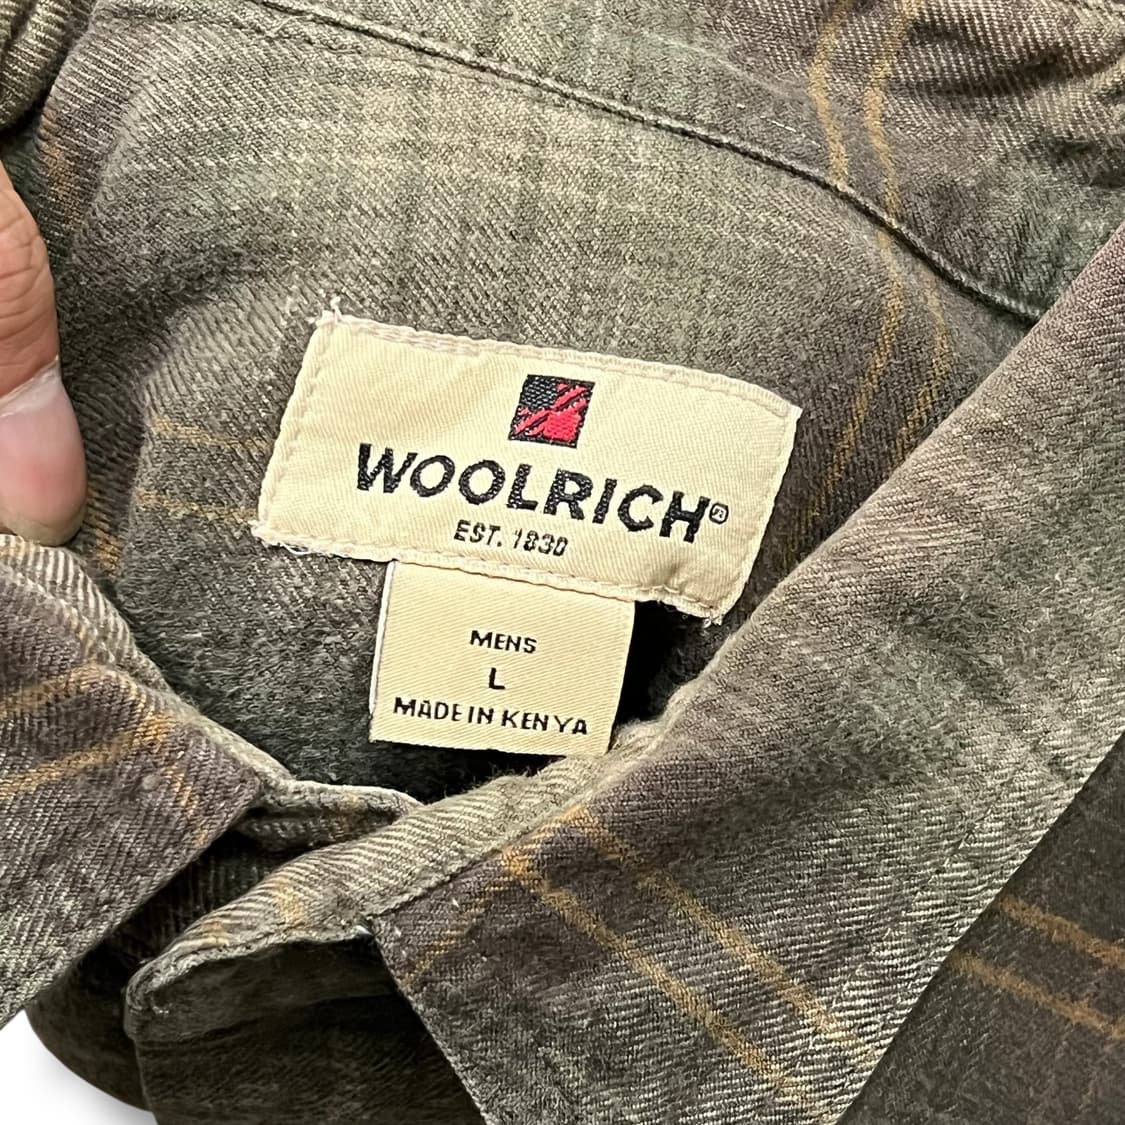 WOOLRICH®
EST. 1830
MENS
L
MADE IN KENYA